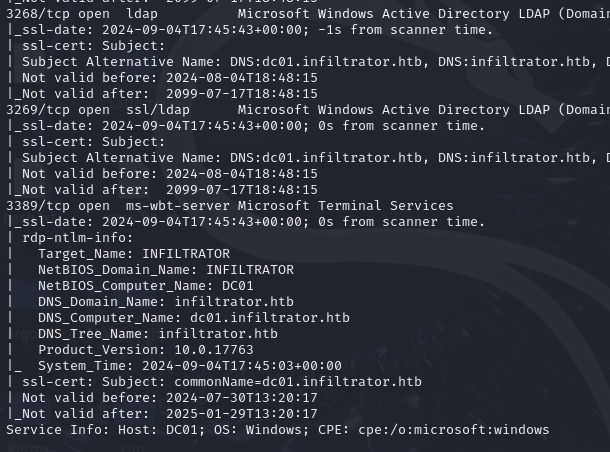 3268/tcp open  ldap          Microsoft Windows Active Directory LDAP (Domain
|_ssl-date: 2024-09-04T17:45:43+00:00; -1s from scanner time.
| ssl-cert: Subject:
| Subject Alternative Name: DNS:dc01.infiltrator.htb, DNS:infiltrator.htb,
| Not valid before: 2024-08-04T18:48:15
|_Not valid after:  2099-07-17T18:48:15
3269/tcp open  ssl/ldap      Microsoft Windows Active Directory LDAP (Domain
|_ssl-date: 2024-09-04T17:45:43+00:00; 0s from scanner time.
| ssl-cert: Subject:
| Subject Alternative Name: DNS:dc01.infiltrator.htb, DNS:infiltrator.htb,
| Not valid before: 2024-08-04T18:48:15
|_Not valid after:  2099-07-17T18:48:15
3389/tcp open  ms-wbt-server Microsoft Terminal Services
|_ssl-date: 2024-09-04T17:45:43+00:00; 0s from scanner time.
| rdp-ntlm-info:
|   Target_Name: INFILTRATOR
|   NetBIOS_Domain_Name: INFILTRATOR
|   NetBIOS_Computer_Name: DC01
|   DNS_Domain_Name: infiltrator.htb
|   DNS_Computer_Name: dc01.infiltrator.htb
|   DNS_Tree_Name: infiltrator.htb
|   Product_Version: 10.0.17763
|_  System_Time: 2024-09-04T17:45:03+00:00
| ssl-cert: Subject: commonName=dc01.infiltrator.htb
| Not valid before: 2024-07-30T13:20:17
|_Not valid after:  2025-01-29T13:20:17
Service Info: Host: DC01; OS: Windows; CPE: cpe:/o:microsoft:windows